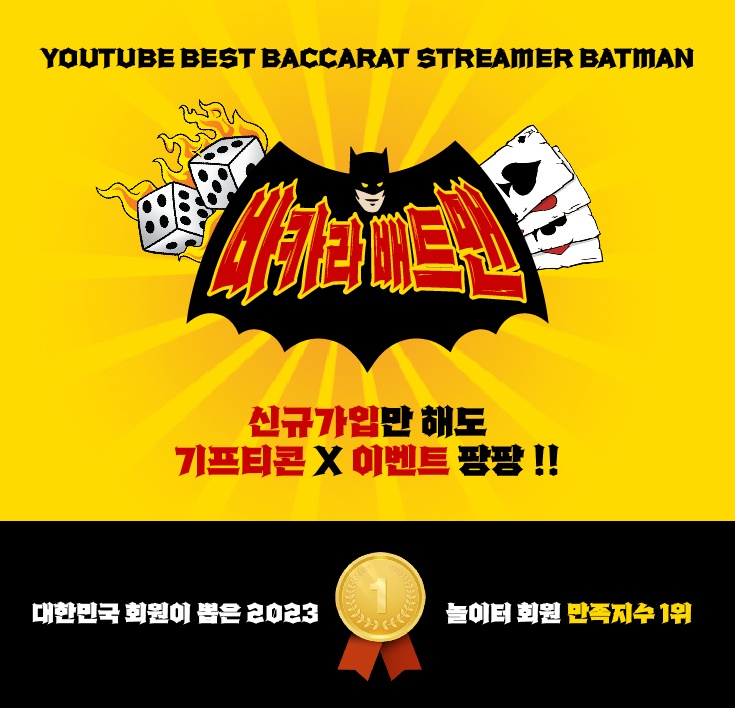 YOUTUBE BEST BACCARAT STREAMER BATMAN
바카라 배트맨
신규가입만 해도
기프티콘 X 이벤트 팡팡 !!
대한민국 회원이 뽑은 2023
1
놀이터 회원 만족지수 1위